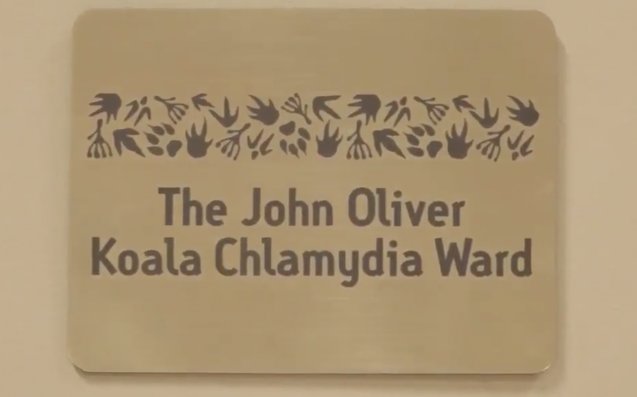 The John Oliver
Koala Chlamydia Ward